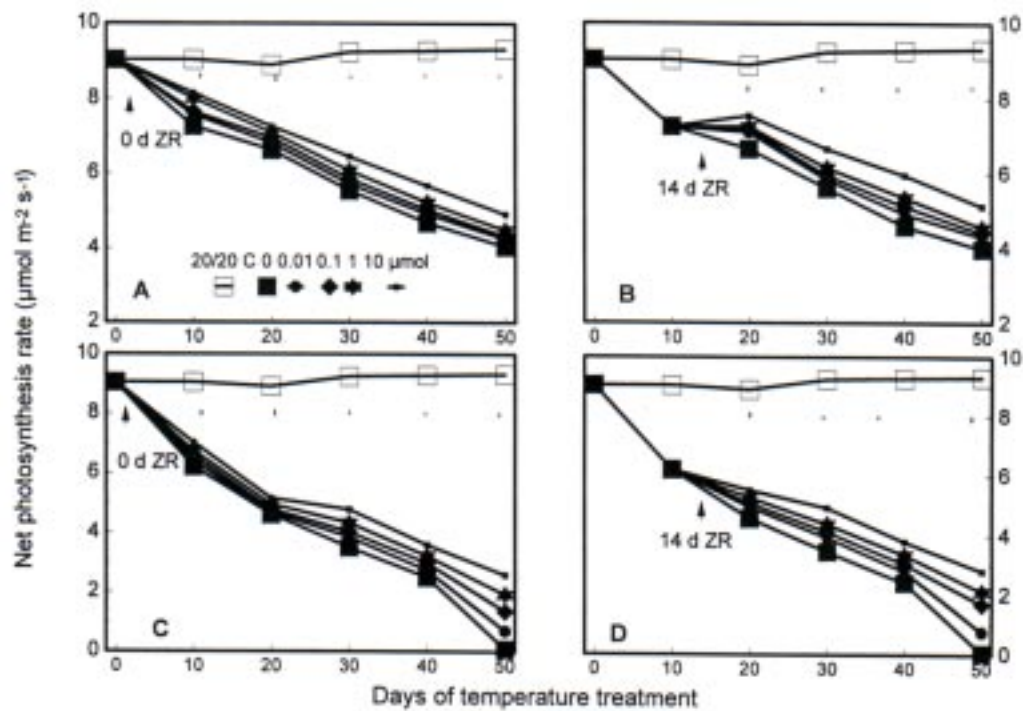 Net photosynthesis rate (µmol m-2 s-1)
10
8
6
4
2
0 d ZR
20/20 C 0 0.01 0.1 1 10 µmol
A
0 10 20 30 40 50
10
8
6
4
2
14 d ZR
B
0 10 20 30 40 50
10
8
6
4
2
0
0 d ZR
C
0 10 20 30 40 50
10
8
6
4
2
0
14 d ZR
D
0 10 20 30 40 50
Days of temperature treatment